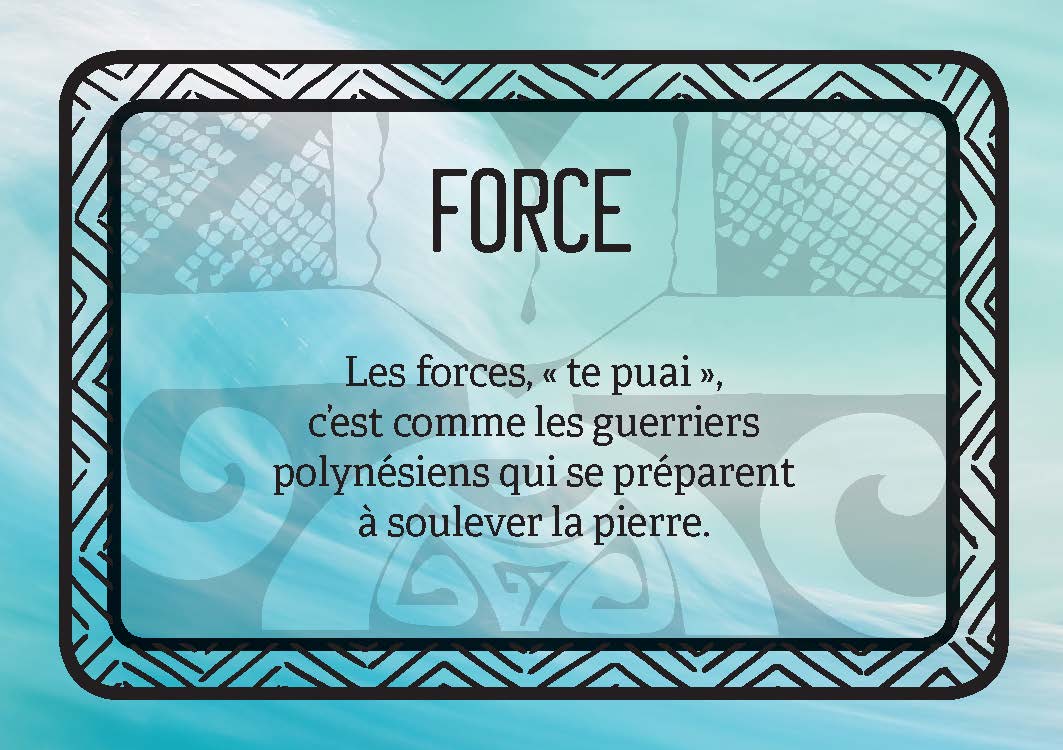 FORCE
Les forces, « te puai »,
c'est comme les guerriers
polynésiens qui se préparent
à soulever la pierre.